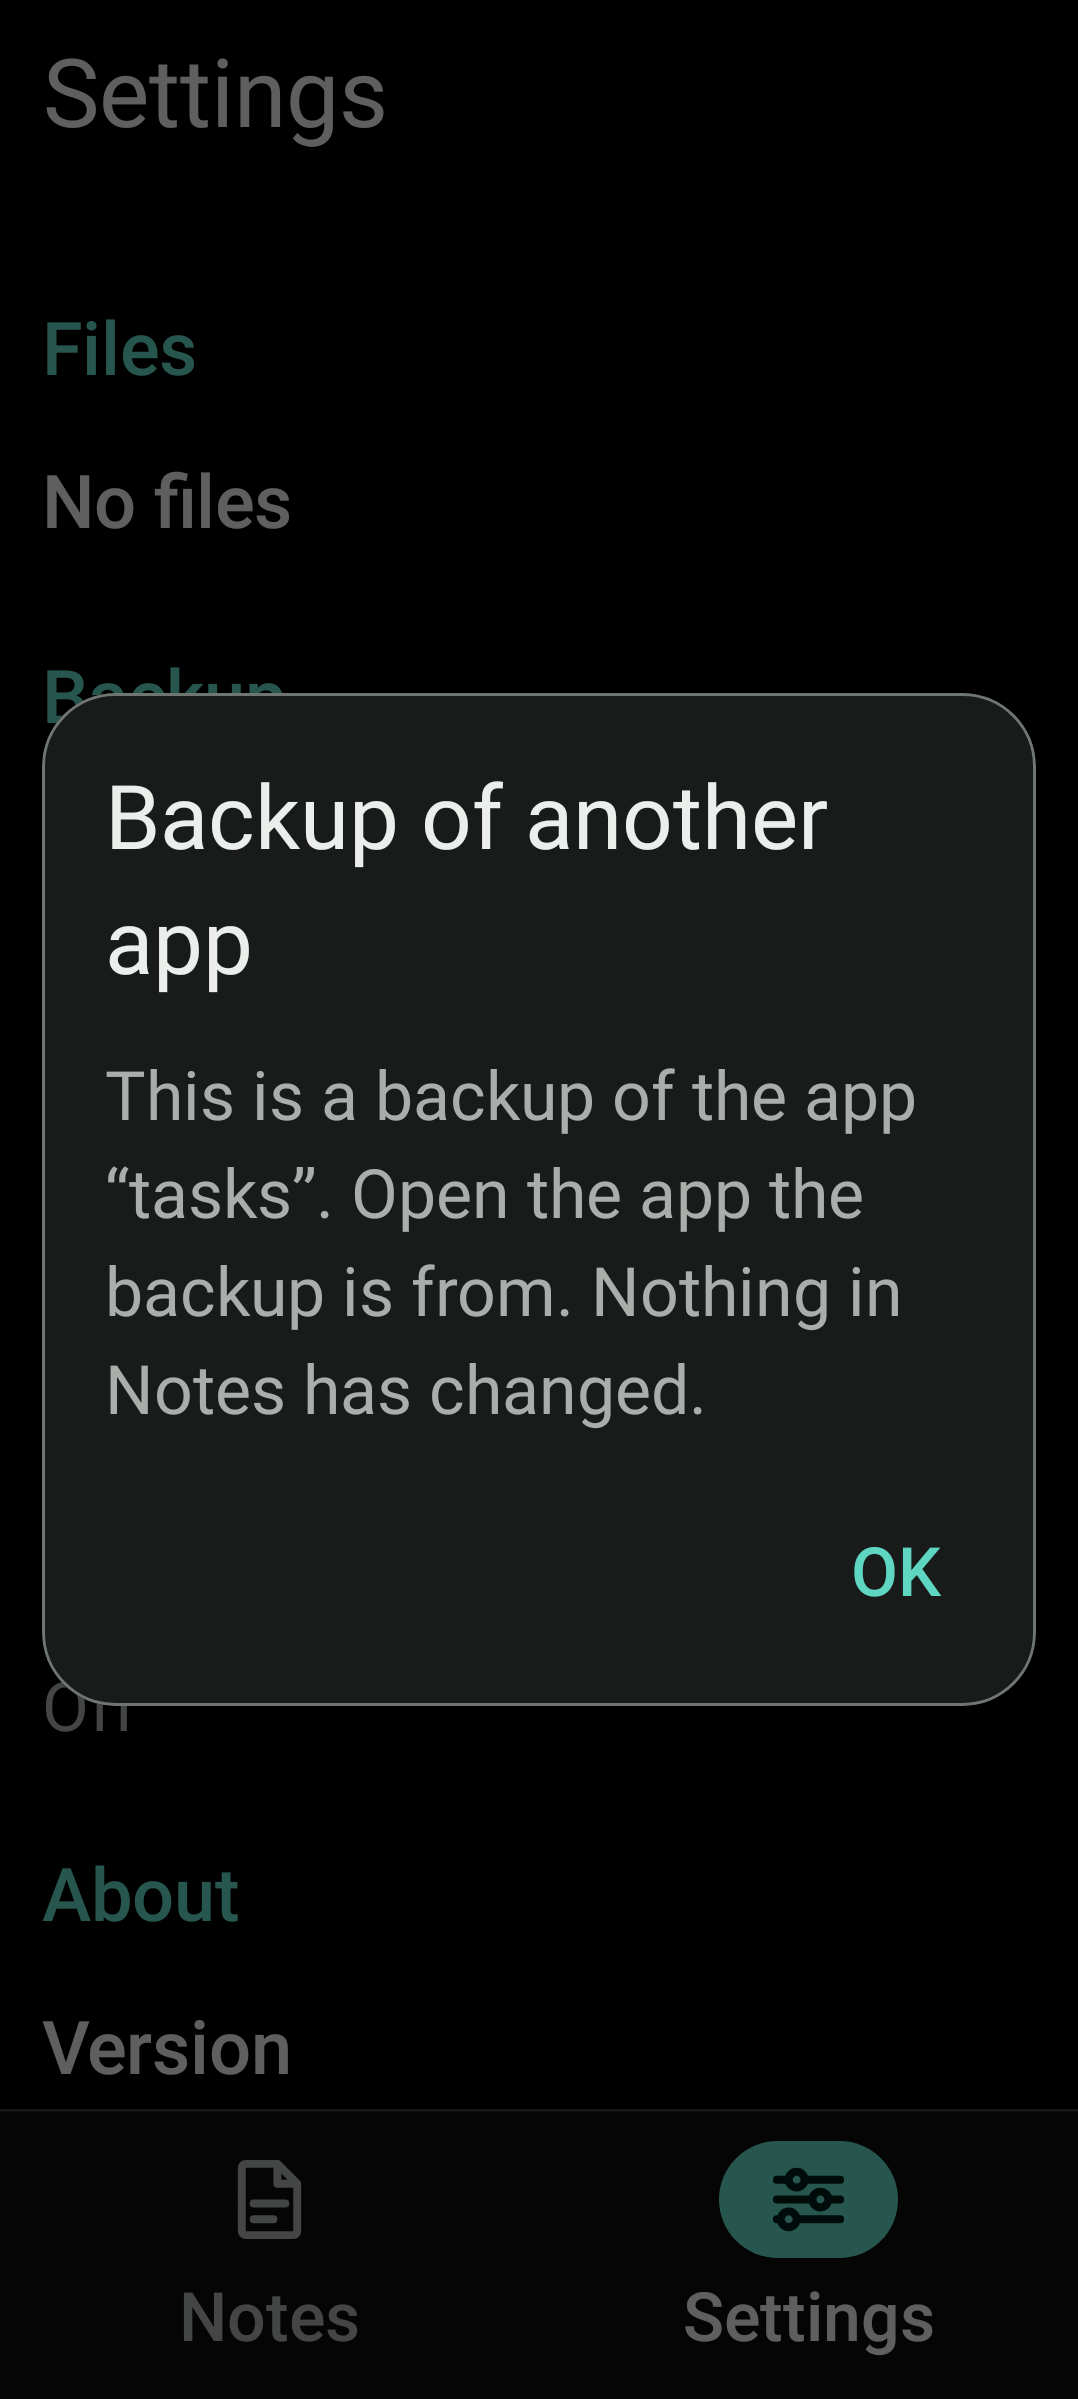 Settings
Files
No files
Backup
Backup of another
app
This is a backup of the app
“tasks”. Open the app the
backup is from. Nothing in
Notes has changed.
OK
About
Version
Notes
Settings